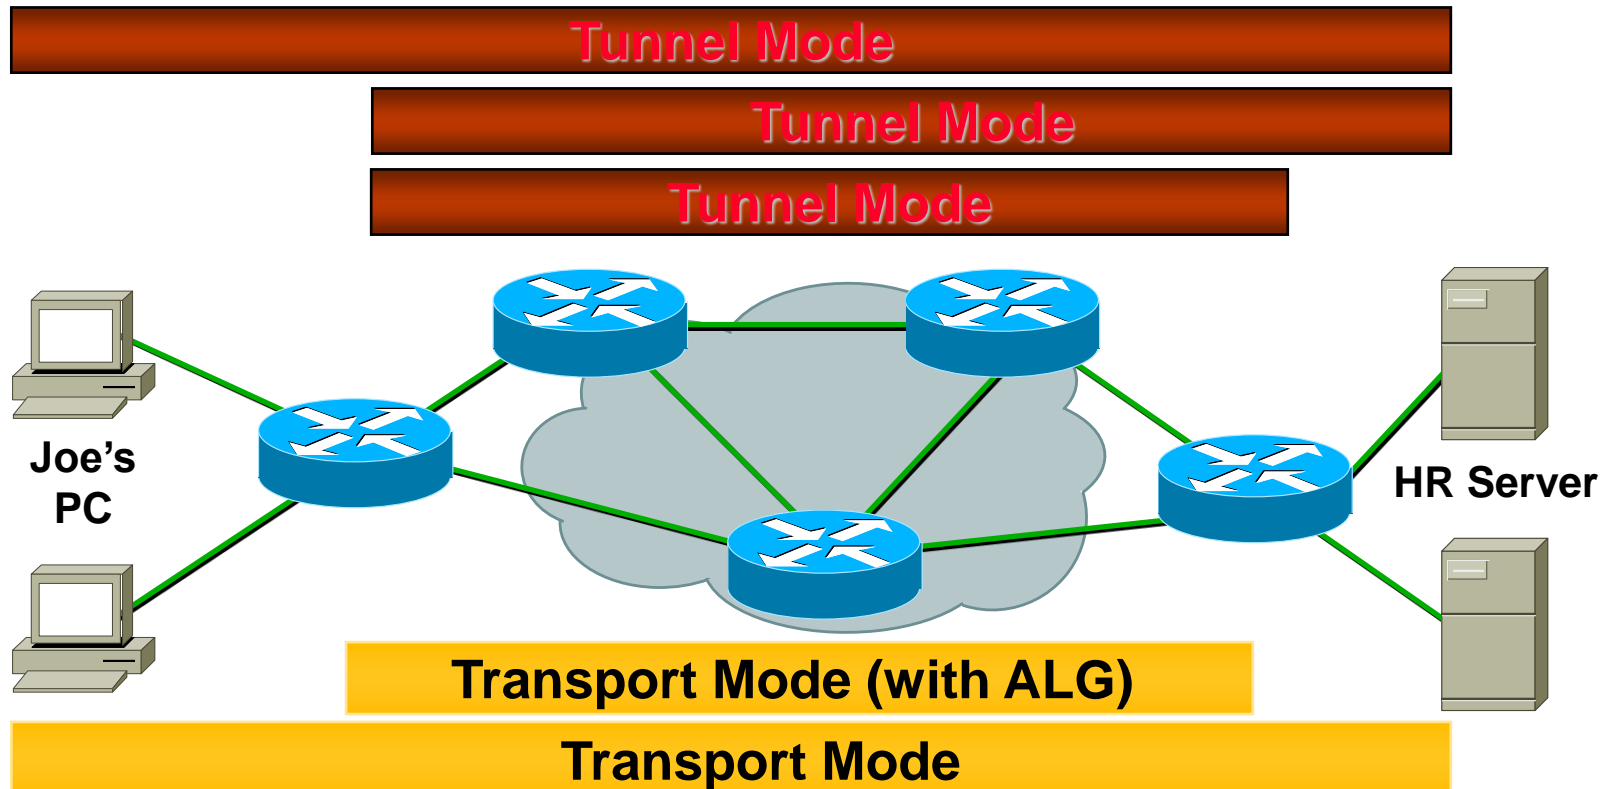 Tunnel Mode
Tunnel Mode
Tunnel Mode
Joe’s
PC
HR Server
Transport Mode (with ALG)
Transport Mode